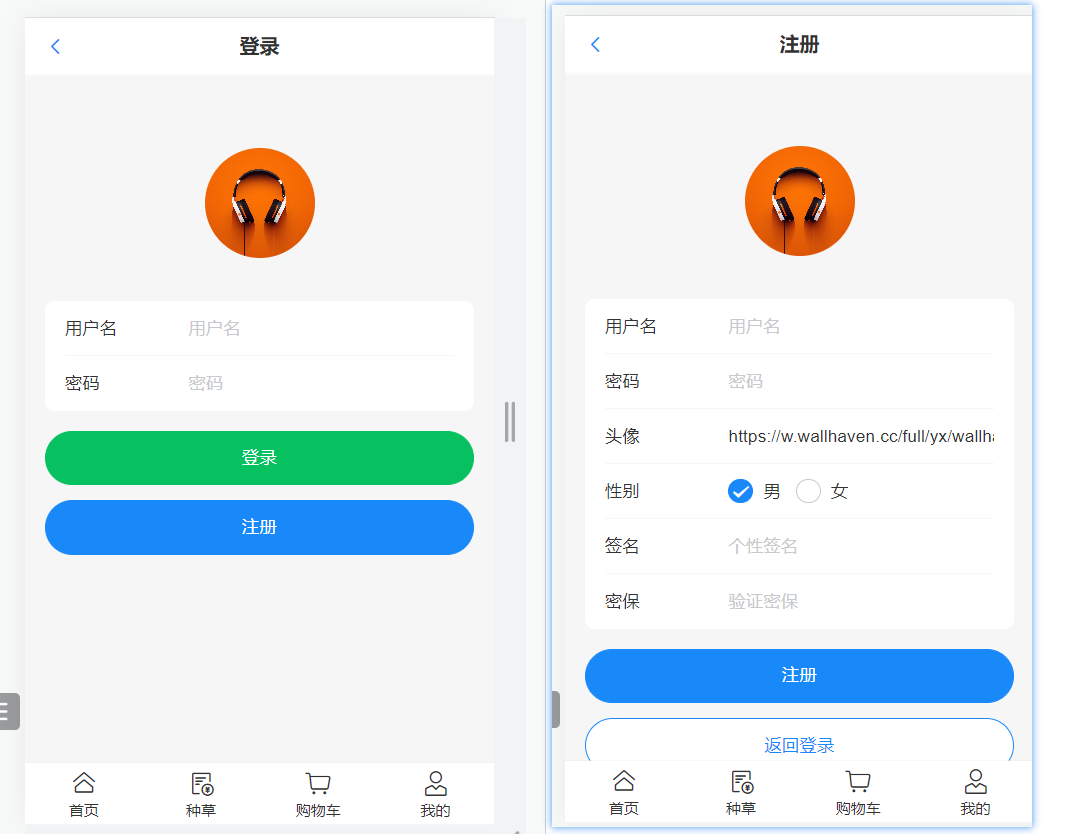 登录
用户名 用户名
密码 密码
登录
注册
首页 种草 购物车 我的
注册
用户名 用户名
密码 密码
头像 https://w.wallhaven.cc/full/yx/wallha
性别 男 女
签名 个性签名
密保 验证密保
注册
返回登录
首页 种草 购物车 我的